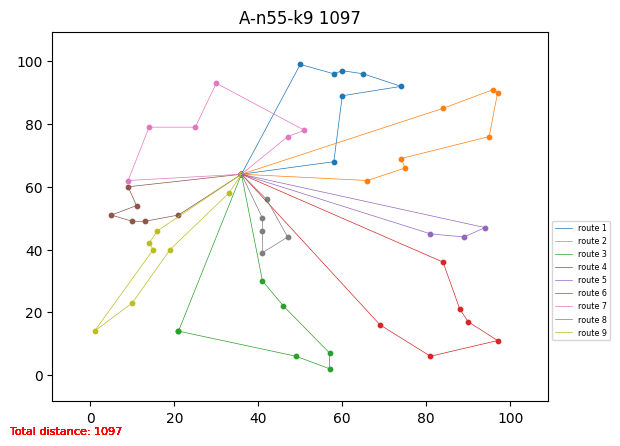 A-n55-k9 1097
100
80
60
40
20
0
0 20 40 60 80 100
route 1
route 2
route 3
route 4
route 5
route 6
route 7
route 8
route 9
Total distance: 1097